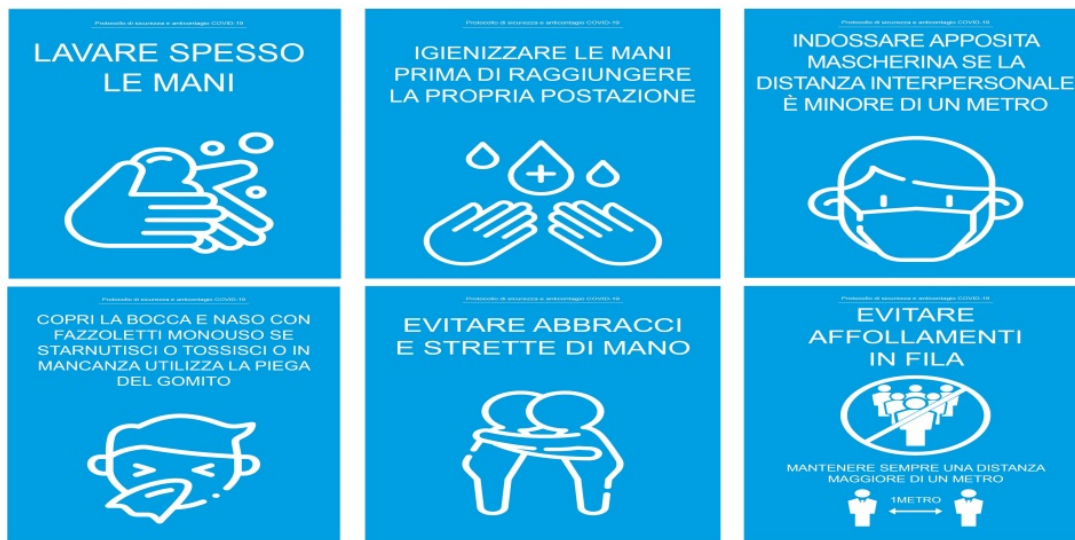 Protocollo di sicurezza e anticontagio COVID-19
LAVARE SPESSO
LE MANI
Protocollo di sicurezza e anticontagio COVID-19
IGIENIZZARE LE MANI
PRIMA DI RAGGIUNGERE
LA PROPRIA POSTAZIONE
Protocollo di sicurezza e anticontagio COVID-19
INDOSSARE APPOSITA
MASCHERINA SE LA
DISTANZA INTERPERSONALE
È MINORE DI UN METRO
Protocollo di sicurezza e anticontagio COVID-19
COPRI LA BOCCA E NASO CON
FAZZOLETTI MONOUSO SE
STARNUTISCI O TOSSISCI O IN
MANCANZA UTILIZZA LA PIEGA
DEL GOMITO
Protocollo di sicurezza e anticontagio COVID-19
EVITARE ABBRACCI
E STRETTE DI MANO
Protocollo di sicurezza e anticontagio COVID-19
EVITARE
AFFOLLAMENTI
IN FILA
MANTENERE SEMPRE UNA DISTANZA
MAGGIORE DI UN METRO
1METRO